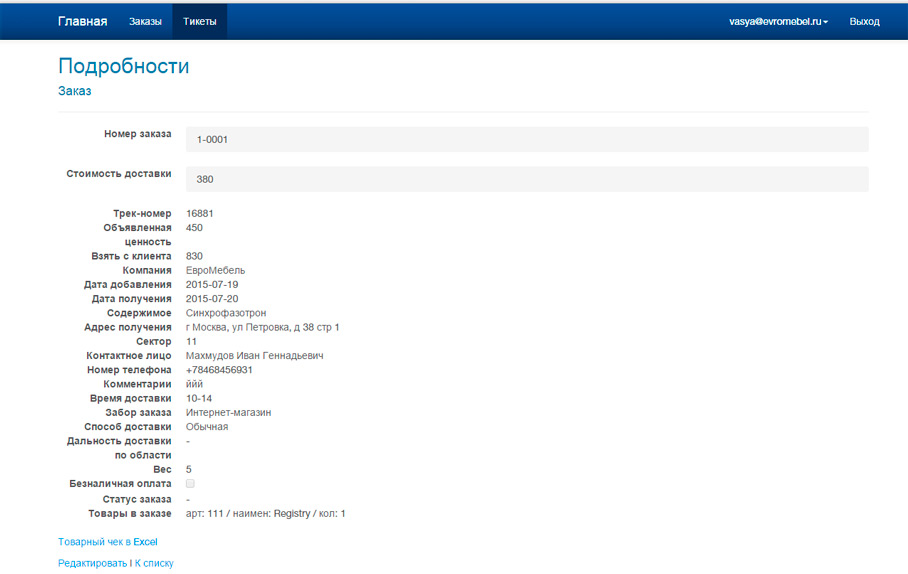 Главная Заказы Тикеты vasya@evromebel.ru Выход
Подробности
Заказ
Номер заказа 1-0001
Стоимость доставки 380
Трек-номер 16881
Объявленная 450
ценность
Взять с клиента 830
Компания ЕвроМебель
Дата добавления 2015-07-19
Дата получения 2015-07-20
Содержимое Синхрофазотрон
Адрес получения г Москва, ул Петровка, д 38 стр 1
Сектор 11
Контактное лицо Махмудов Иван Геннадьевич
Номер телефона +78468456931
Комментарии ййй
Время доставки 10-14
Забор заказа Интернет-магазин
Способ доставки Обычная
Дальность доставки -
по области
Вес 5
Безналичная оплата
Статус заказа -
Товары в заказе арт: 111 / наимен: Registry / кол: 1
Товарный чек в Excel
Редактировать | К списку